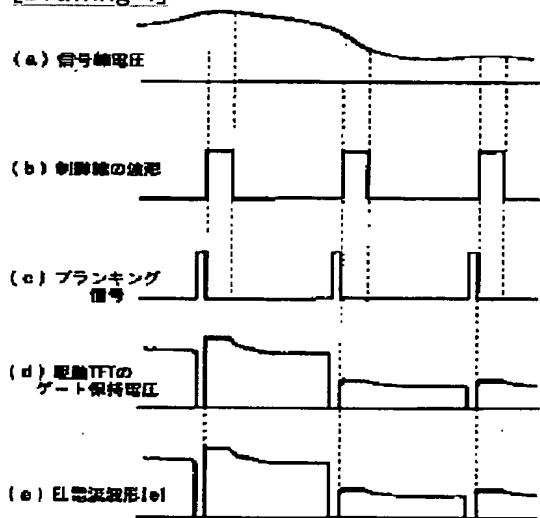 [Drawing 4]
(a) 信号線電圧
(b) 制御線の波形
(c) ブランキング
信号
(d) 駆動TFTの
ゲート保持電圧
(e) EL電流波形Iel